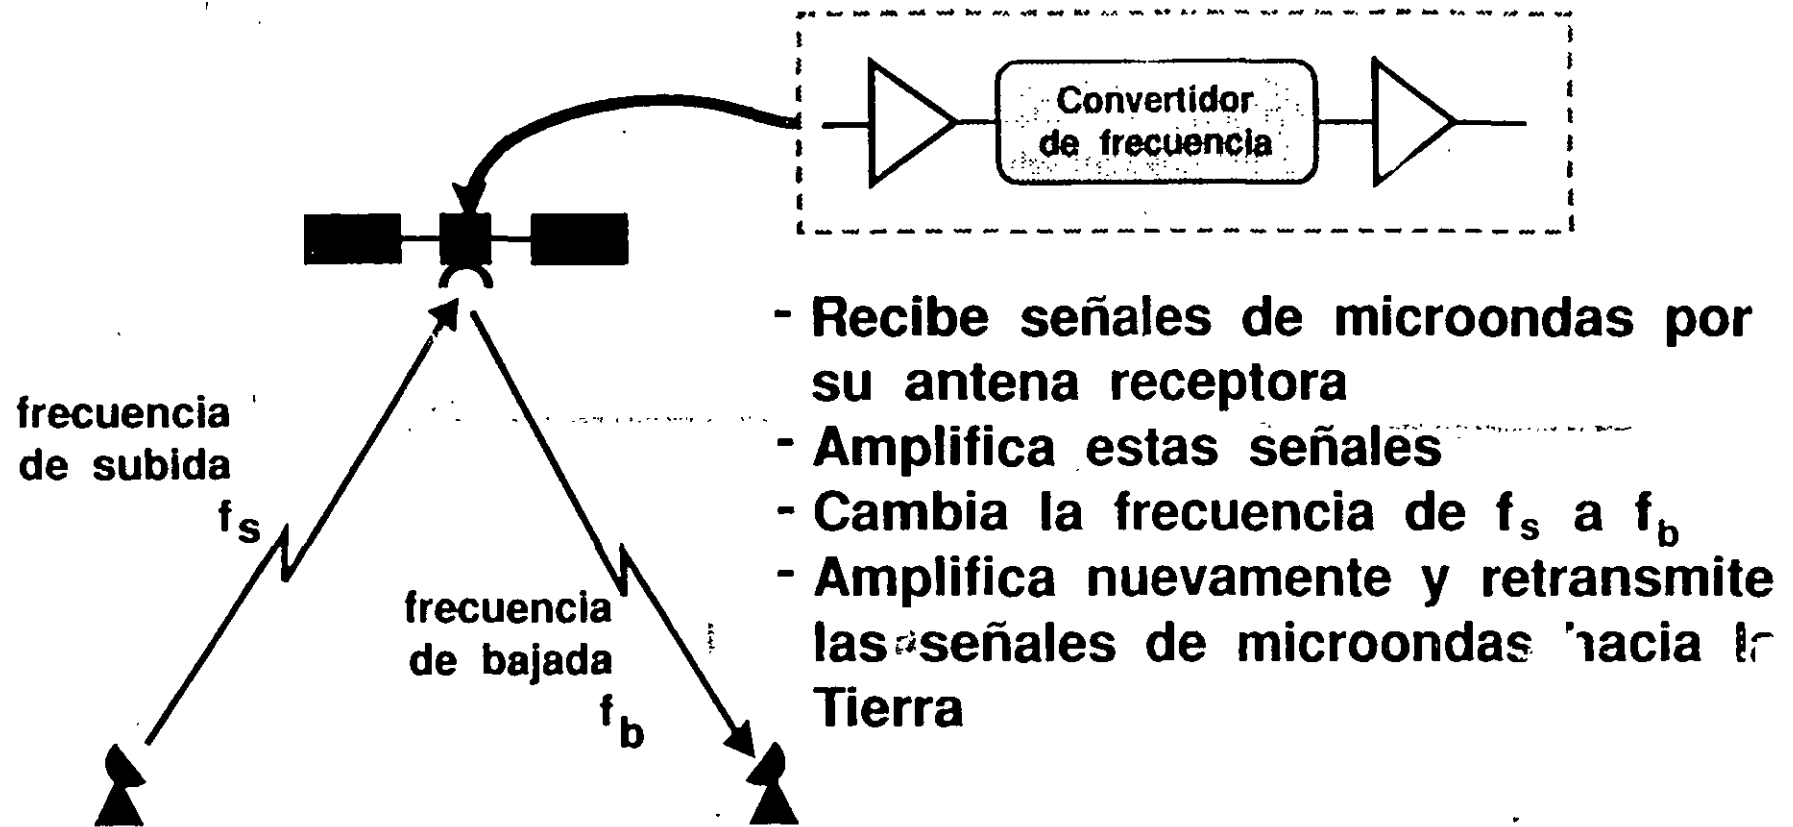 Convertidor
de frecuencia
- Recibe señales de microondas por
su antena receptora
- Amplifica estas señales
- Cambia la frecuencia de fs a fb
- Amplifica nuevamente y retransmite
las señales de microondas hacia
Tierra
frecuencia
de subida
fs
frecuencia
de bajada
fb